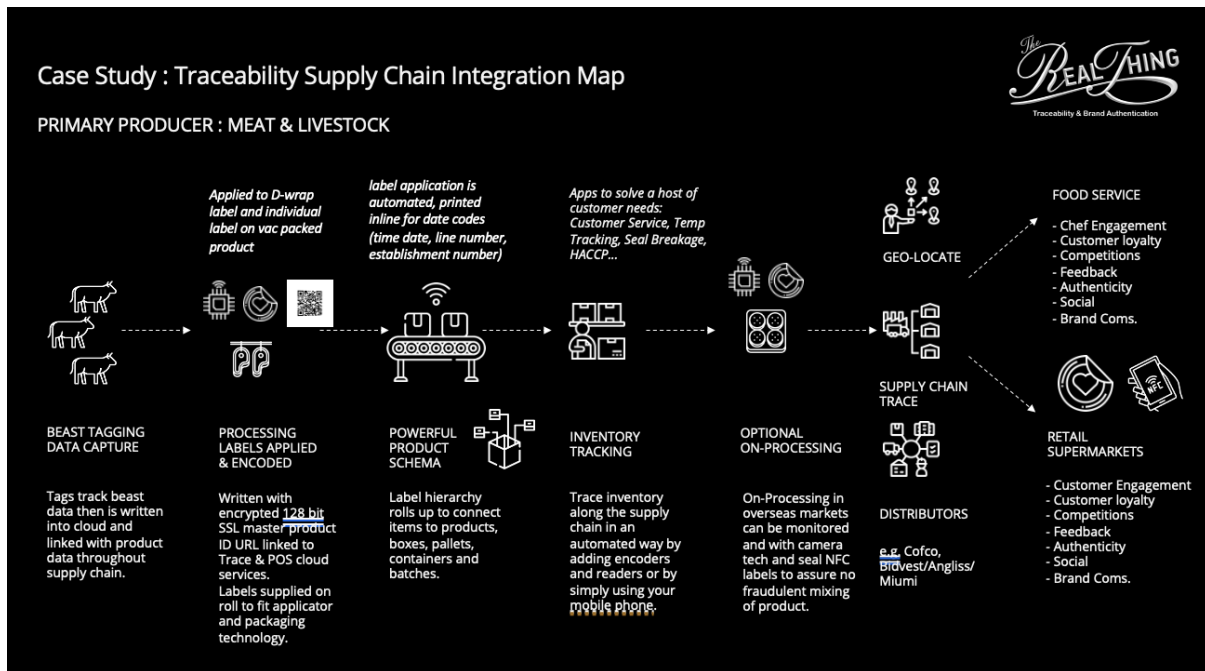 Case Study : Traceability Supply Chain Integration Map
The
REAL THING
Traceability & Brand Authentication
PRIMARY PRODUCER : MEAT & LIVESTOCK
Applied to D-wrap
label and individual
label on vac packed
product
label application is
automated, printed
inline for date codes
(time date, line number,
establishment number)
Apps to solve a host of
customer needs:
Customer Service, Temp
Tracking, Seal Breakage,
HACCP...
GEO-LOCATE
FOOD SERVICE
- Chef Engagement
- Customer loyalty
- Competitions
- Feedback
- Authenticity
- Social
- Brand Coms.
BEAST TAGGING
DATA CAPTURE
Tags track beast
data then is written
into cloud and
linked with product
data throughout
supply chain.
PROCESSING
LABELS APPLIED
& ENCODED
Written with
encrypted 128 bit
SSL master product
ID URL linked to
Trace & POS cloud
services.
Labels supplied on
roll to fit applicator
and packaging
technology.
POWERFUL
PRODUCT
SCHEMA
Label hierarchy
rolls up to connect
items to products,
boxes, pallets,
containers and
batches.
INVENTORY
TRACKING
Trace inventory
along the supply
chain in an
automated way by
adding encoders
and readers or by
simply using your
mobile phone.
OPTIONAL
ON-PROCESSING
On-Processing in
overseas markets
can be monitored
and with camera
tech and seal NFC
labels to assure no
fraudulent mixing
of product.
SUPPLY CHAIN
TRACE
DISTRIBUTORS
e.g. Cofco,
Bidvest/Angliss/
Miumi
NFC
RETAIL
SUPERMARKETS
- Customer Engagement
- Customer loyalty
- Competitions
- Feedback
- Authenticity
- Social
- Brand Coms.